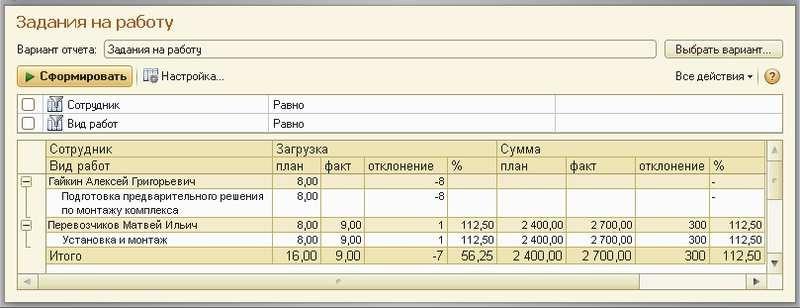 Задания на работу
Вариант отчета: Задания на работу Выбрать вариант...
Сформировать Настройка... Все действия ?
Сотрудник Равно
Вид работ Равно
Сотрудник Загрузка Сумма
Вид работ план факт отклонение % план факт отклонение %
Гайкин Алексей Григорьевич 8,00 -8 -
Подготовка предварительного решения 8,00 -8 -
по монтажу комплекса
Перевозчиков Матвей Ильич 8,00 9,00 1 112,50 2 400,00 2 700,00 300 112,50
Установка и монтаж 8,00 9,00 1 112,50 2 400,00 2 700,00 300 112,50
Итого 16,00 9,00 -7 56,25 2 400,00 2 700,00 300 112,50